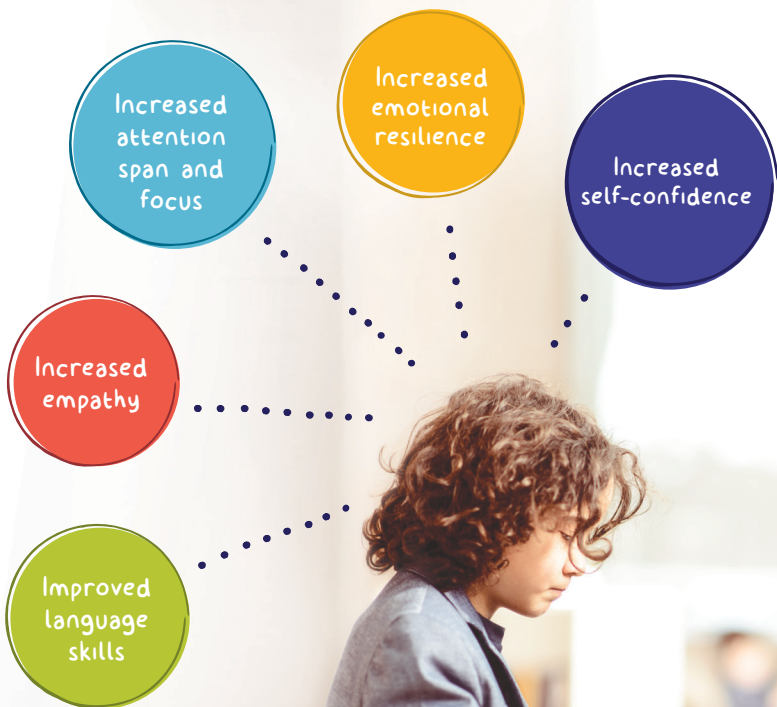 Increased
attention
span and
focus
Increased
emotional
resilience
Increased
self-confidence
Increased
empathy
Improved
language
skills